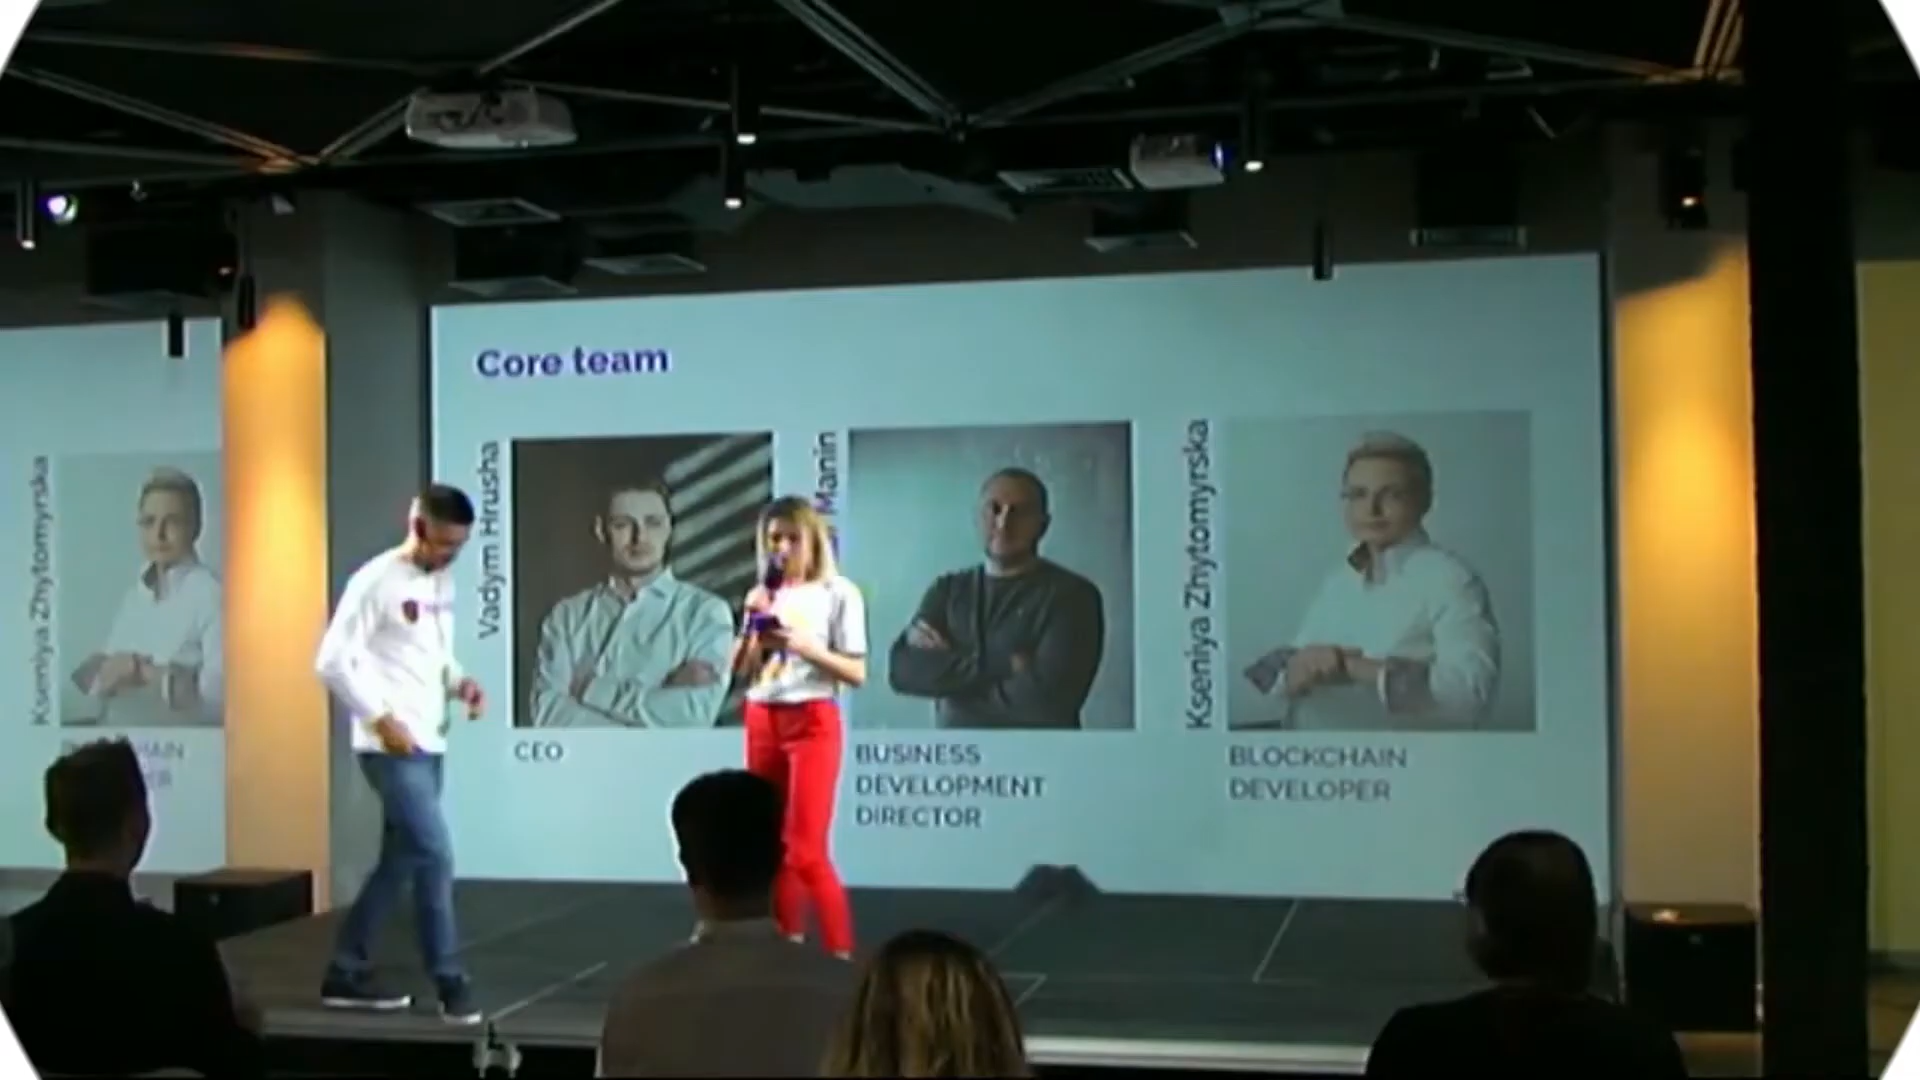 Core team
Vadym Hrusha
CEO
Manin
BUSINESS
DEVELOPMENT
DIRECTOR
Kseniya Zhytomyrska
BLOCKCHAIN
DEVELOPER
Kseniya Zhytomyrska